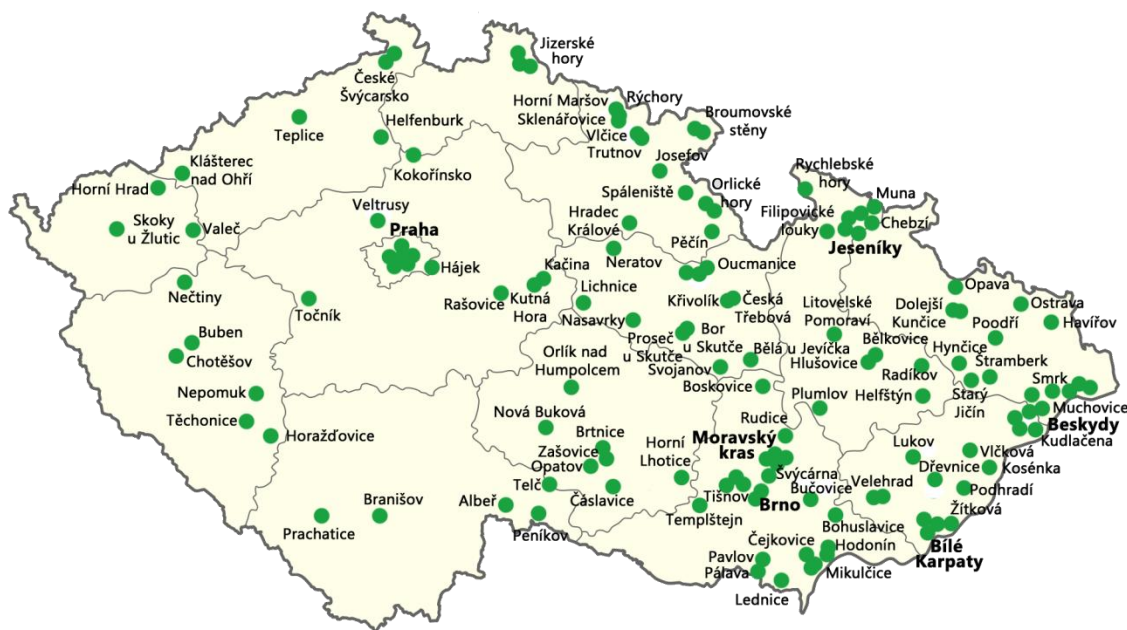 Jizerské
hory
České
Švýcarsko
Horní Maršov
Rýchory
Sklenářovice
Broumovské
stěny
Teplice
Helfenburk
Vlčice
Trutnov
Klášterec
nad Ohří
Kokořínsko
Josefov
Rychlebské
hory
Horní Hrad
Spáleniště
Orlické
hory
Muna
Skoky
u Žlutic
Valeč
Veltrusy
Praha
Hradec
Králové
Filipovické
louky
Chebzí
Jeseníky
Pěčín
Neratov
Hájek
Kačina
Oucmanice
Nečtiny
Točník
Rašovice
Kutná
Hora
Lichnice
Křivolík
Česká
Třebová
Litovelské
Pomoraví
Opava
Dolejší
Kunčice
Ostrava
Havířov
Nasavrky
Poodří
Buben
Chotěšov
Proseč
u Skutče
Bor
u Skutče
Bělá u Jevíčka
Bělkovice
Hlušovice
Hynčice
Stramberk
Orlík nad
Humpolcem
Svojanov
Boskovice
Radíkov
Starý
Jičín
Smrk
Nepomuk
Plumlov
Helfštýn
Muchovice
Beskydy
Kudlačena
Těchonice
Horažďovice
Nová Buková
Brtnice
Zašovice
Opatov
Horní
Lhotice
Rudice
Moravský
kras
Lukov
Vlčková
Kosénka
Dřevnice
Telč
Čáslavice
Švýcárna
Tišnov
Bučovice
Velehrad
Podhradí
Žítková
Prachatice
Branišov
Albeř
Peníkov
Templštejn
Brno
Bohuslavice
Bílé
Karpaty
Čejkovice
Hodonín
Pavlov
Pálava
Mikulčice
Lednice